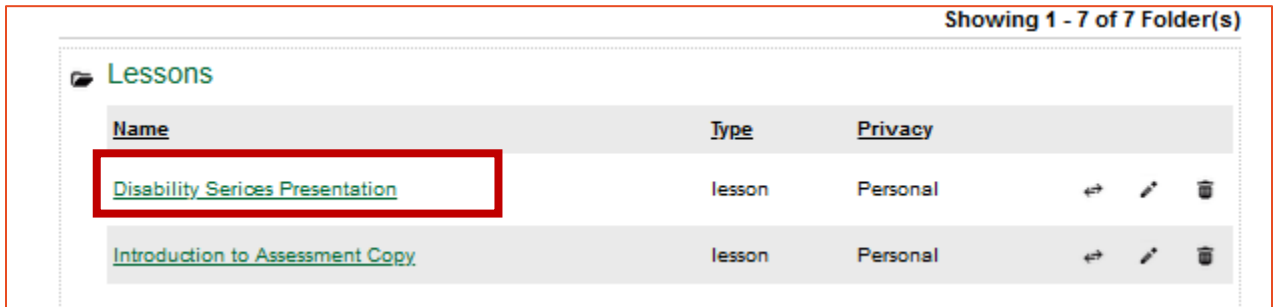 Showing 1 - 7 of 7 Folder(s)
Lessons
Name Type Privacy
Disability Serices Presentation lesson Personal
Introduction to Assessment Copy lesson Personal